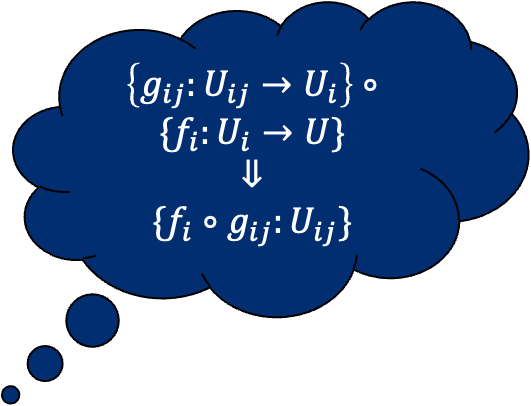 {g_{ij}: U_{ij} → U_i} ∘
{f_i: U_i → U}
⇓
{f_i ∘ g_{ij}: U_{ij}}